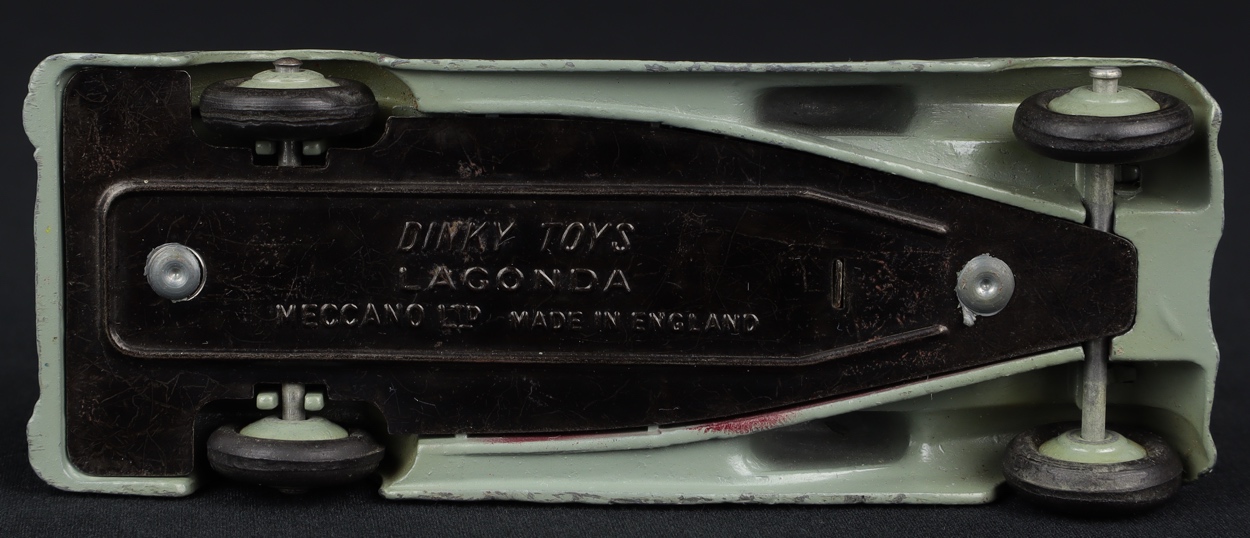 DINKY TOYS
LAGONDA
MECCANO LTD MADE IN ENGLAND